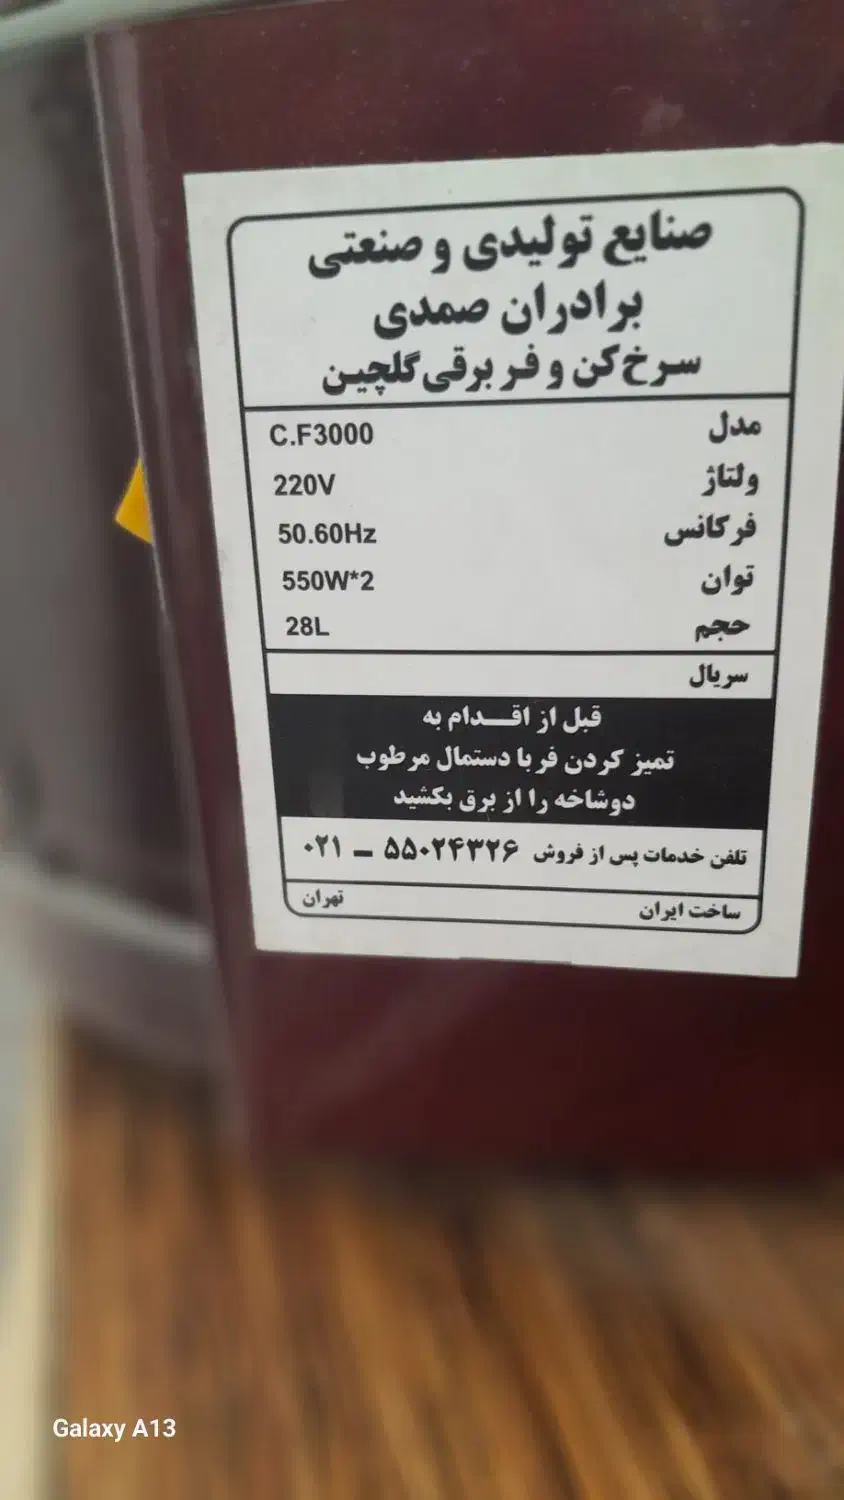 صنایع تولیدی و صنعتی
برادران صمدی
سرخ‌کن و فر برقی گلچین
مدل C.F3000
ولتاژ 220V
فرکانس 50.60Hz
توان 550W*2
حجم 28L
سریال
قبل از اقـــدام به
تمیز کردن فر با دستمال مرطوب
دوشاخه را از برق بکشید
تلفن خدمات پس از فروش ۵۵۰۲۴۳۲۶ ـ ۰۲۱
ساخت ایران تهران
Galaxy A13